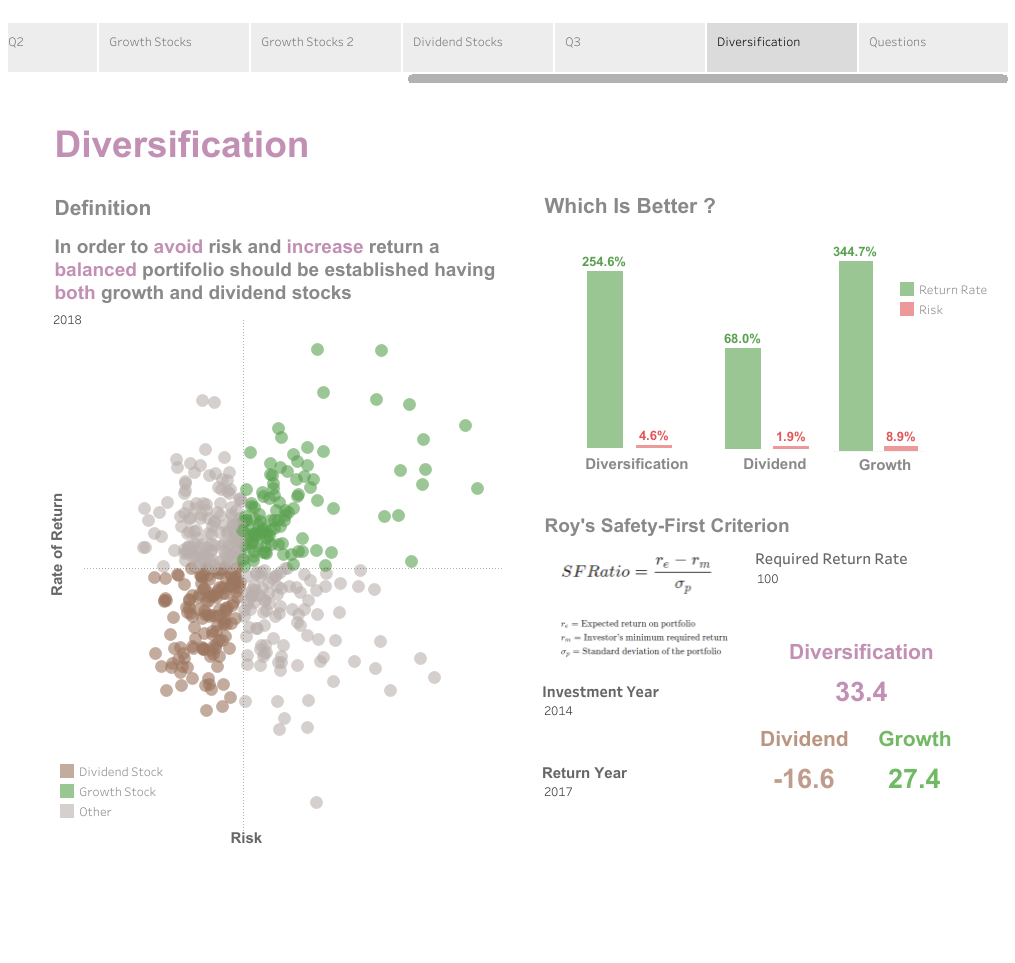 Q2
Growth Stocks
Growth Stocks 2
Dividend Stocks
Q3
Diversification
Questions
Diversification
Definition
In order to avoid risk and increase return a
balanced portifolio should be established having
both growth and dividend stocks
2018
Rate of Return
Dividend Stock
Growth Stock
Other
Risk
Which Is Better ?
254.6%
4.6%
Diversification
68.0%
1.9%
Dividend
344.7%
8.9%
Growth
Return Rate
Risk
Roy's Safety-First Criterion
SFRatio = (r_e − r_m) / σ_p
r_e = Expected return on portfolio
r_m = Investor's minimum required return
σ_p = Standard deviation of the portfolio
Required Return Rate
100
Investment Year
2014
Return Year
2017
Diversification
33.4
Dividend
-16.6
Growth
27.4